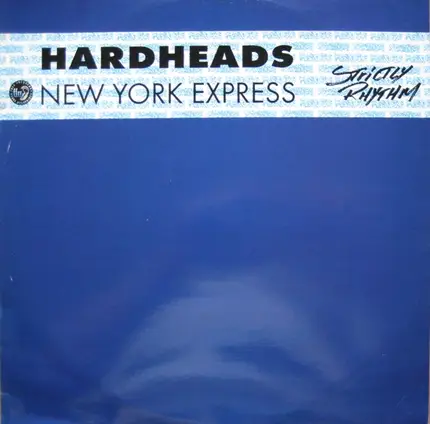 HARDHEADS
NEW YORK EXPRESS
STRICTLY
RHYTHM